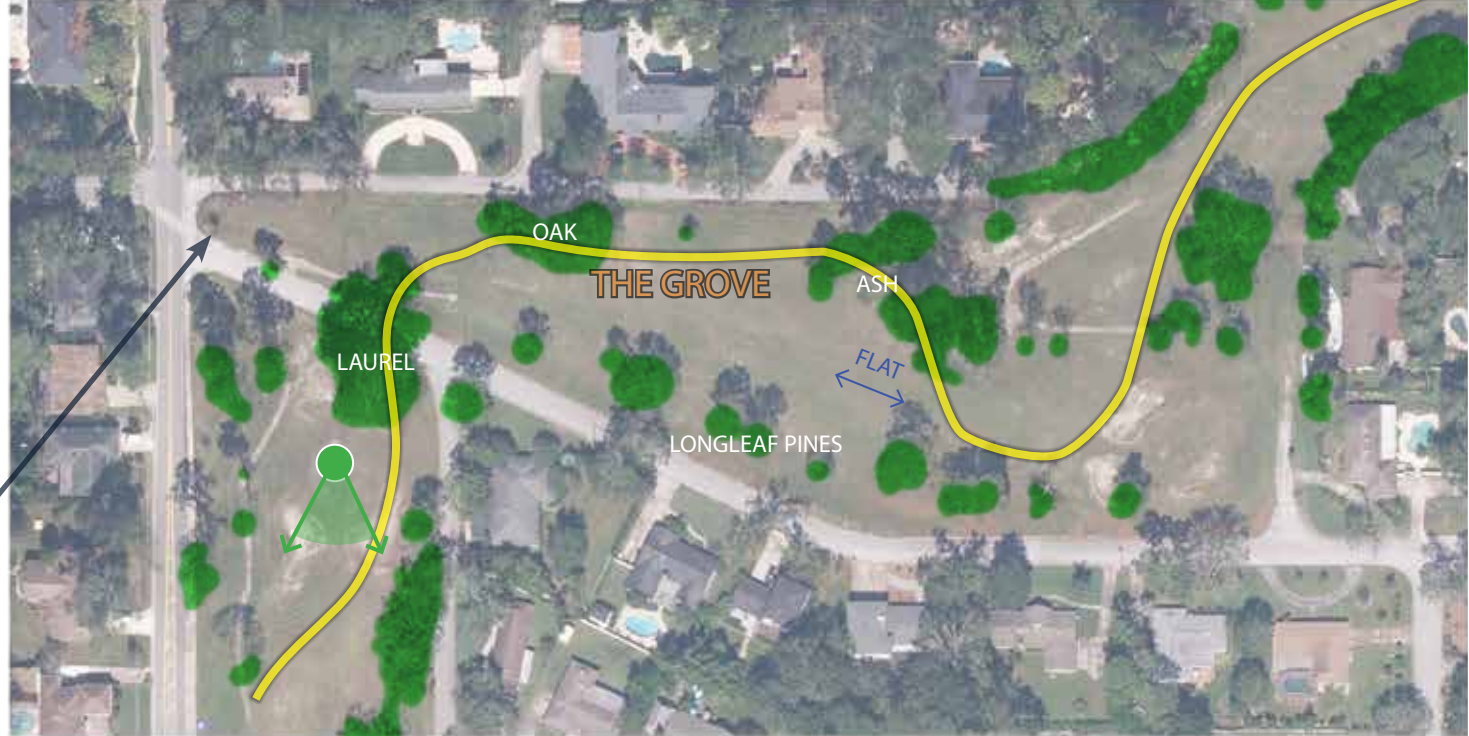 OAK
THE GROVE
ASH
LAUREL
FLAT
LONGLEAF PINES